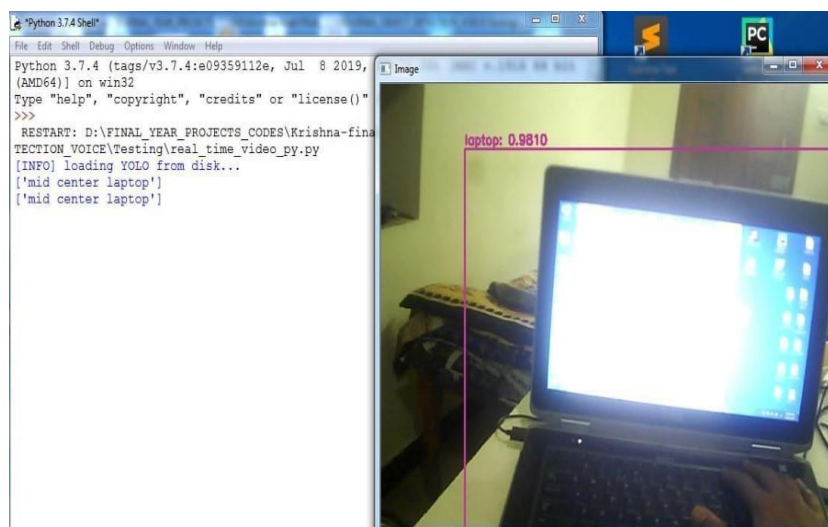 *Python 3.7.4 Shell*
File Edit Shell Debug Options Window Help
Python 3.7.4 (tags/v3.7.4:e09359112e, Jul 8 2019,
(AMD64)] on win32
Type "help", "copyright", "credits" or "license()"
>>>
RESTART: D:\FINAL_YEAR_PROJECTS_CODES\Krishna-fina
TECTION_VOICE\Testing\real_time_video_py.py
[INFO] loading YOLO from disk...
['mid center laptop']
['mid center laptop']
PC
Image
laptop: 0.9810